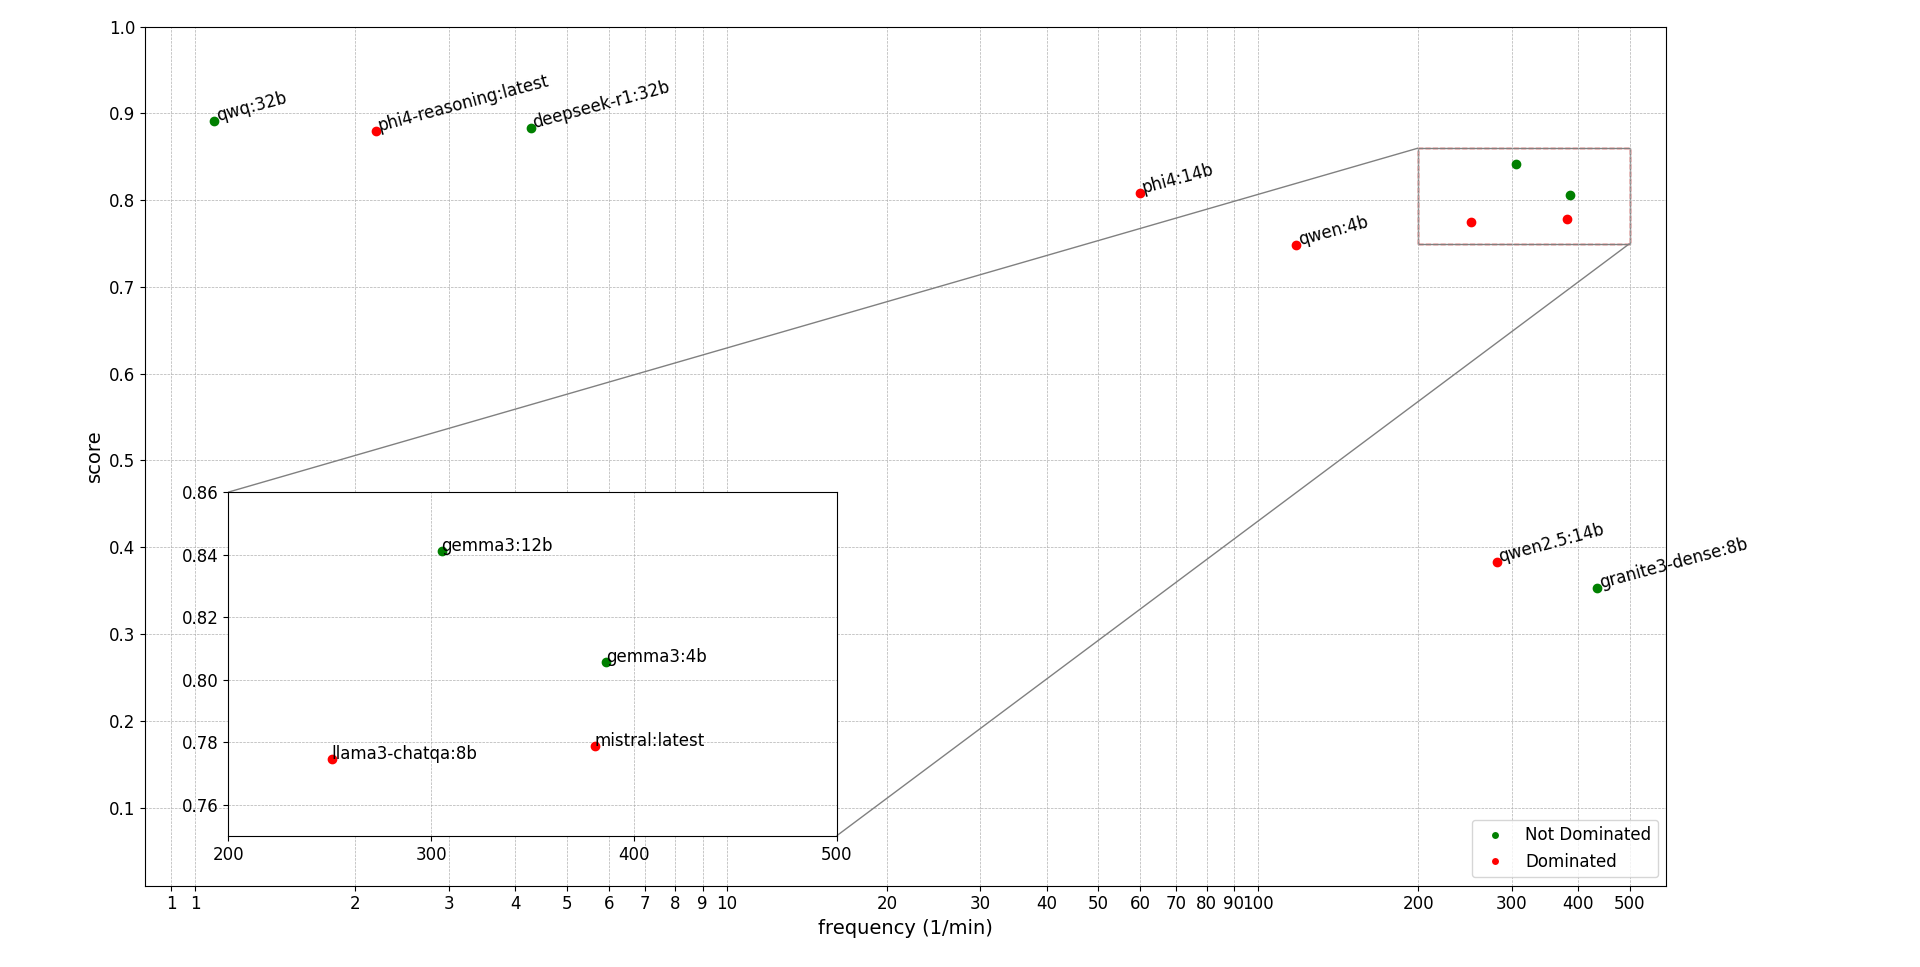 1.0
0.9
0.8
0.7
0.6
0.5
0.4
0.3
0.2
0.1
score
qwq:32b
phi4-reasoning:latest
deepseek-r1:32b
phi4:14b
qwen:4b
qwen2.5:14b
granite3-dense:8b
0.86
0.84
0.82
0.80
0.78
0.76
gemma3:12b
gemma3:4b
mistral:latest
llama3-chatqa:8b
200 300 400 500
Not Dominated
Dominated
1 1 2 3 4 5 6 7 8 9 10 20 30 40 50 60 70 80 90 100 200 300 400 500
frequency (1/min)